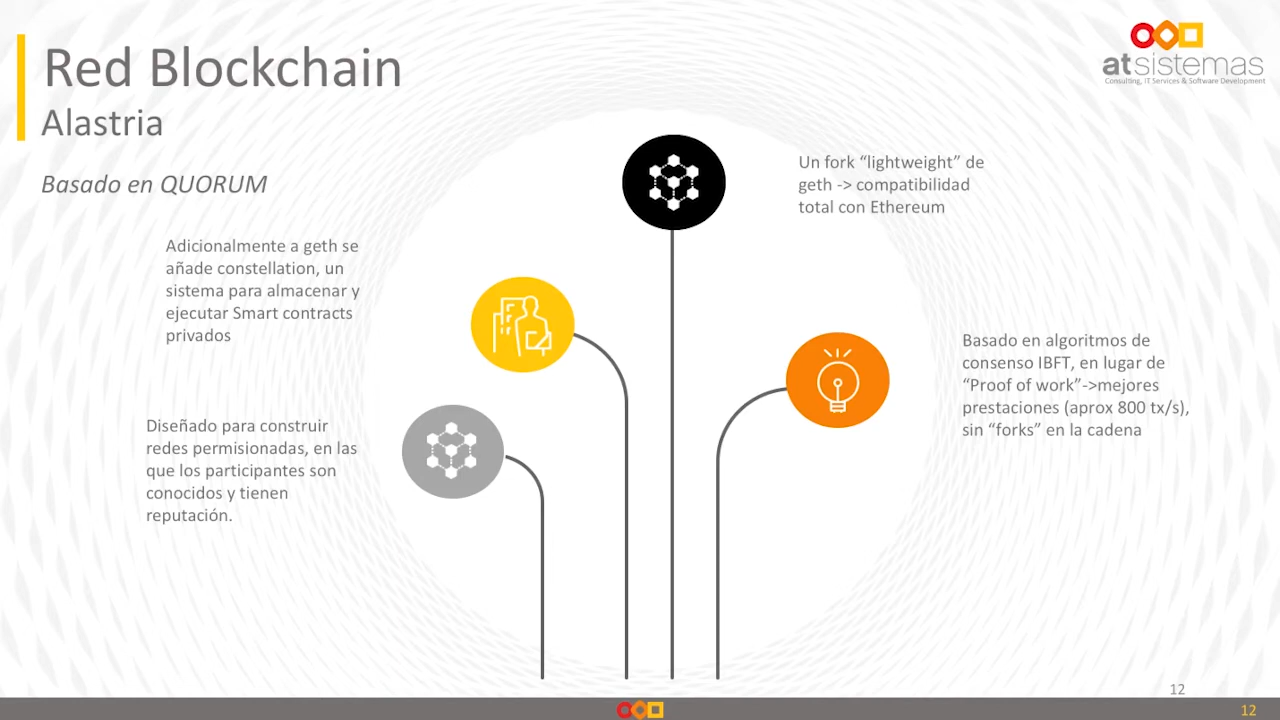 Red Blockchain
Alastria
Basado en QUORUM
atsistemas
Consulting, IT Services & Software Development
Un fork “lightweight” de
geth -> compatibilidad
total con Ethereum
Adicionalmente a geth se
añade constellation, un
sistema para almacenar y
ejecutar Smart contracts
privados
Basado en algoritmos de
consenso IBFT, en lugar de
“Proof of work”->mejores
prestaciones (aprox 800 tx/s),
sin “forks” en la cadena
Diseñado para construir
redes permisionadas, en las
que los participantes son
conocidos y tienen
reputación.
12
12